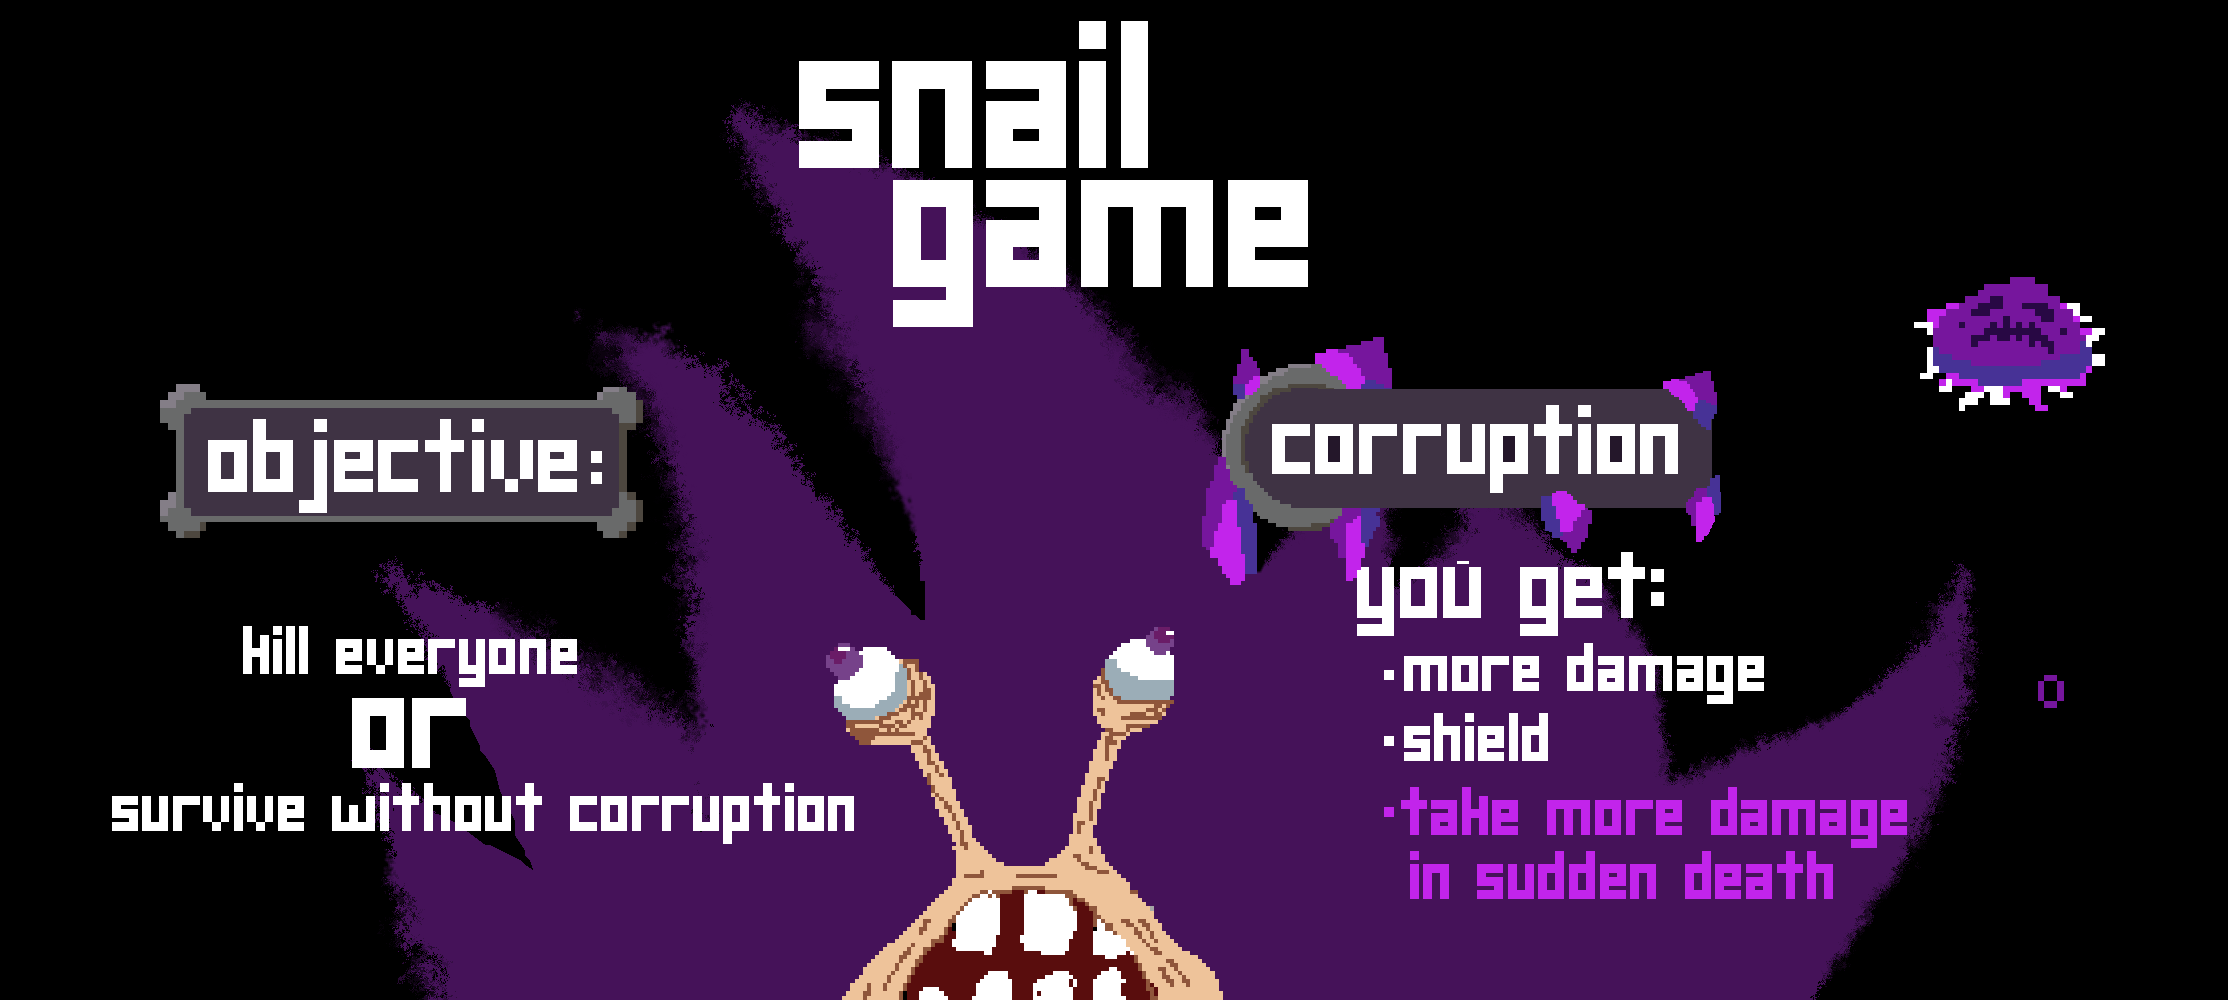 snail
game
objective:
kill everyone
or
survive without corruption
corruption
you get:
·more damage
·shield
·take more damage
in sudden death